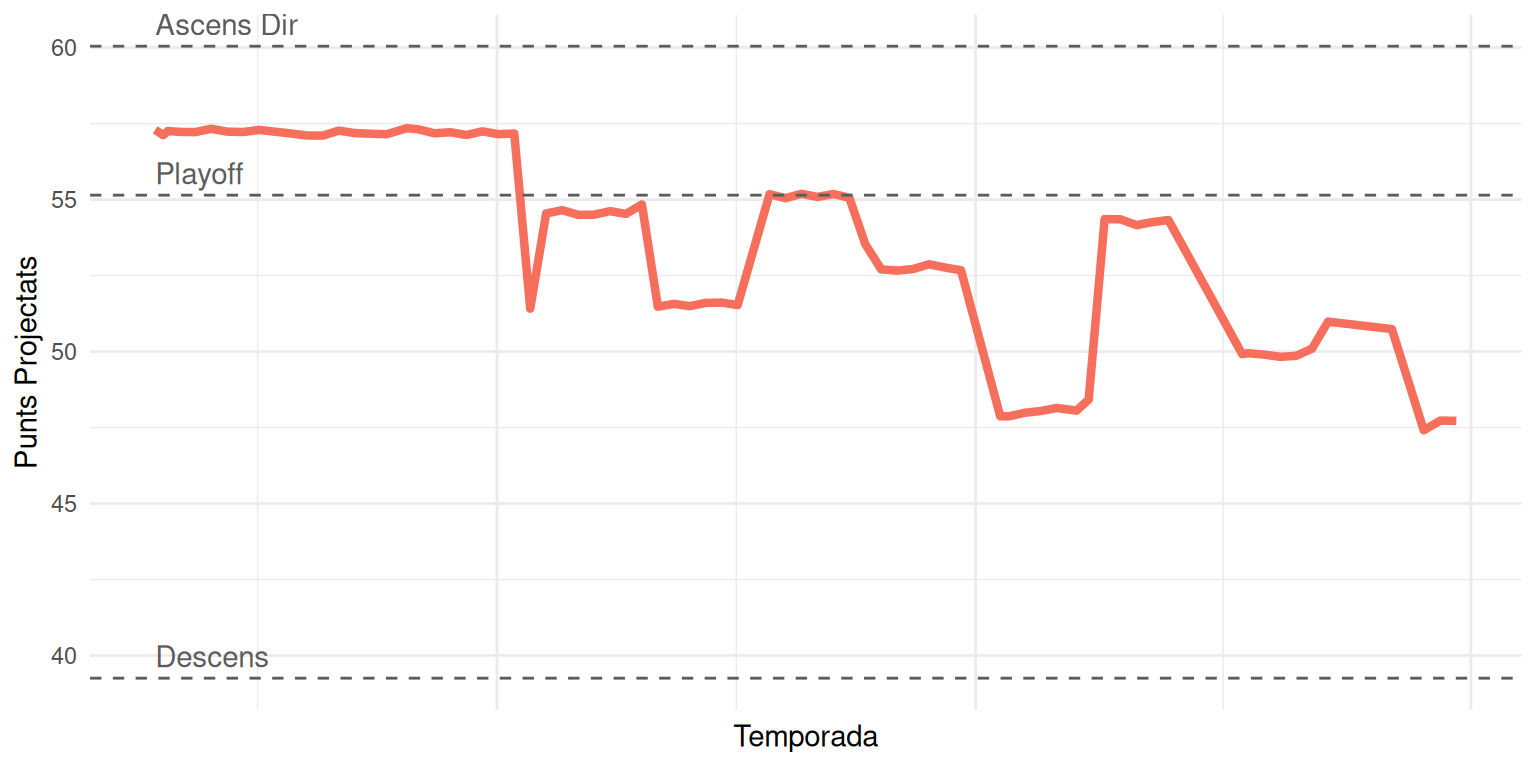 Ascens Dir
60
Playoff
55
50
45
Descens
40
Punts Projectats
Temporada